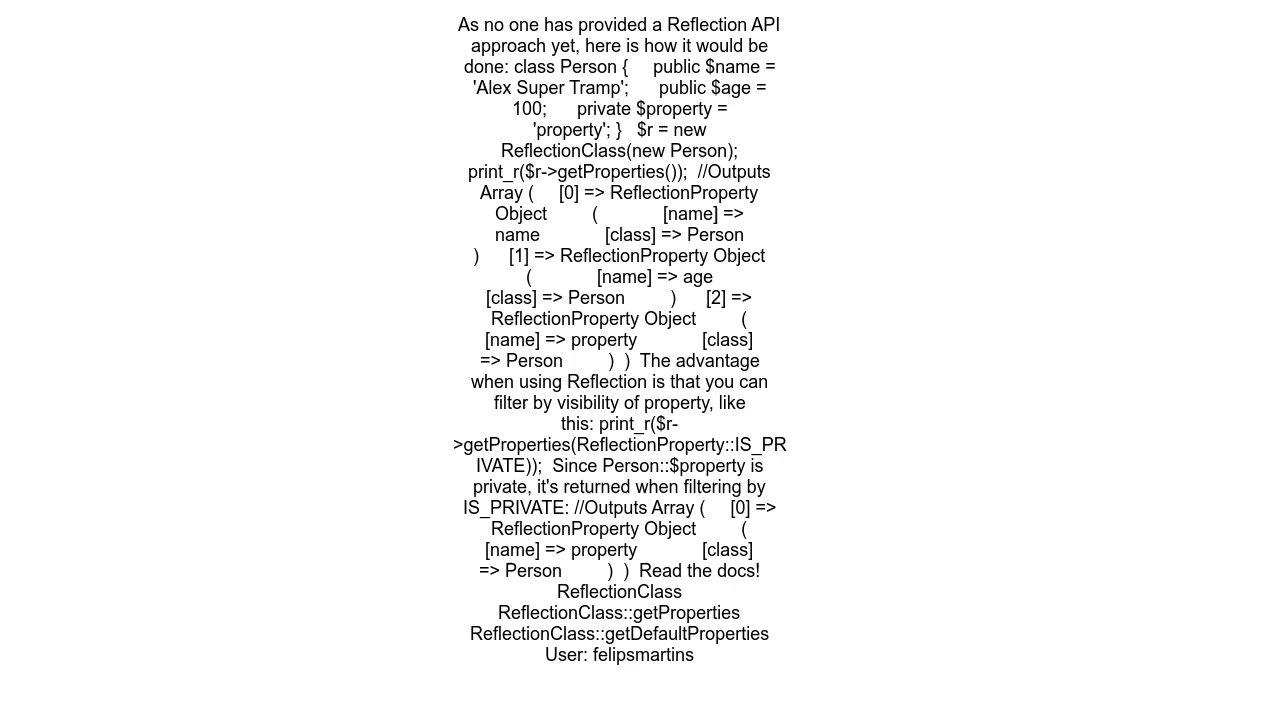 As no one has provided a Reflection API
approach yet, here is how it would be
done: class Person {     public $name =
'Alex Super Tramp';      public $age =
100;      private $property =
'property'; }   $r = new
ReflectionClass(new Person);
print_r($r->getProperties());  //Outputs
Array (     [0] => ReflectionProperty
Object         (             [name] =>
name             [class] => Person
)      [1] => ReflectionProperty Object
(             [name] => age
[class] => Person         )      [2] =>
ReflectionProperty Object         (
[name] => property             [class]
=> Person         )  )  The advantage
when using Reflection is that you can
filter by visibility of property, like
this: print_r($r-
>getProperties(ReflectionProperty::IS_PR
IVATE));  Since Person::$property is
private, it's returned when filtering by
IS_PRIVATE: //Outputs Array (     [0] =>
ReflectionProperty Object         (
[name] => property             [class]
=> Person         )  )  Read the docs!
ReflectionClass
ReflectionClass::getProperties
ReflectionClass::getDefaultProperties
User: felipsmartins